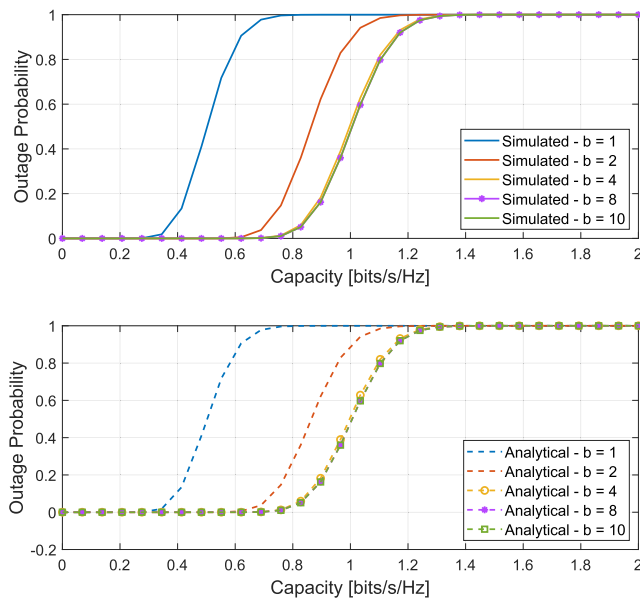 1
0.8
0.6
0.4
0.2
0
Outage Probability
Simulated - b = 1
Simulated - b = 2
Simulated - b = 4
Simulated - b = 8
Simulated - b = 10
0 0.2 0.4 0.6 0.8 1 1.2 1.4 1.6 1.8 2
Capacity [bits/s/Hz]
1
0.8
0.6
0.4
0.2
0
-0.2
Outage Probability
Analytical - b = 1
Analytical - b = 2
Analytical - b = 4
Analytical - b = 8
Analytical - b = 10
0 0.2 0.4 0.6 0.8 1 1.2 1.4 1.6 1.8 2
Capacity [bits/s/Hz]